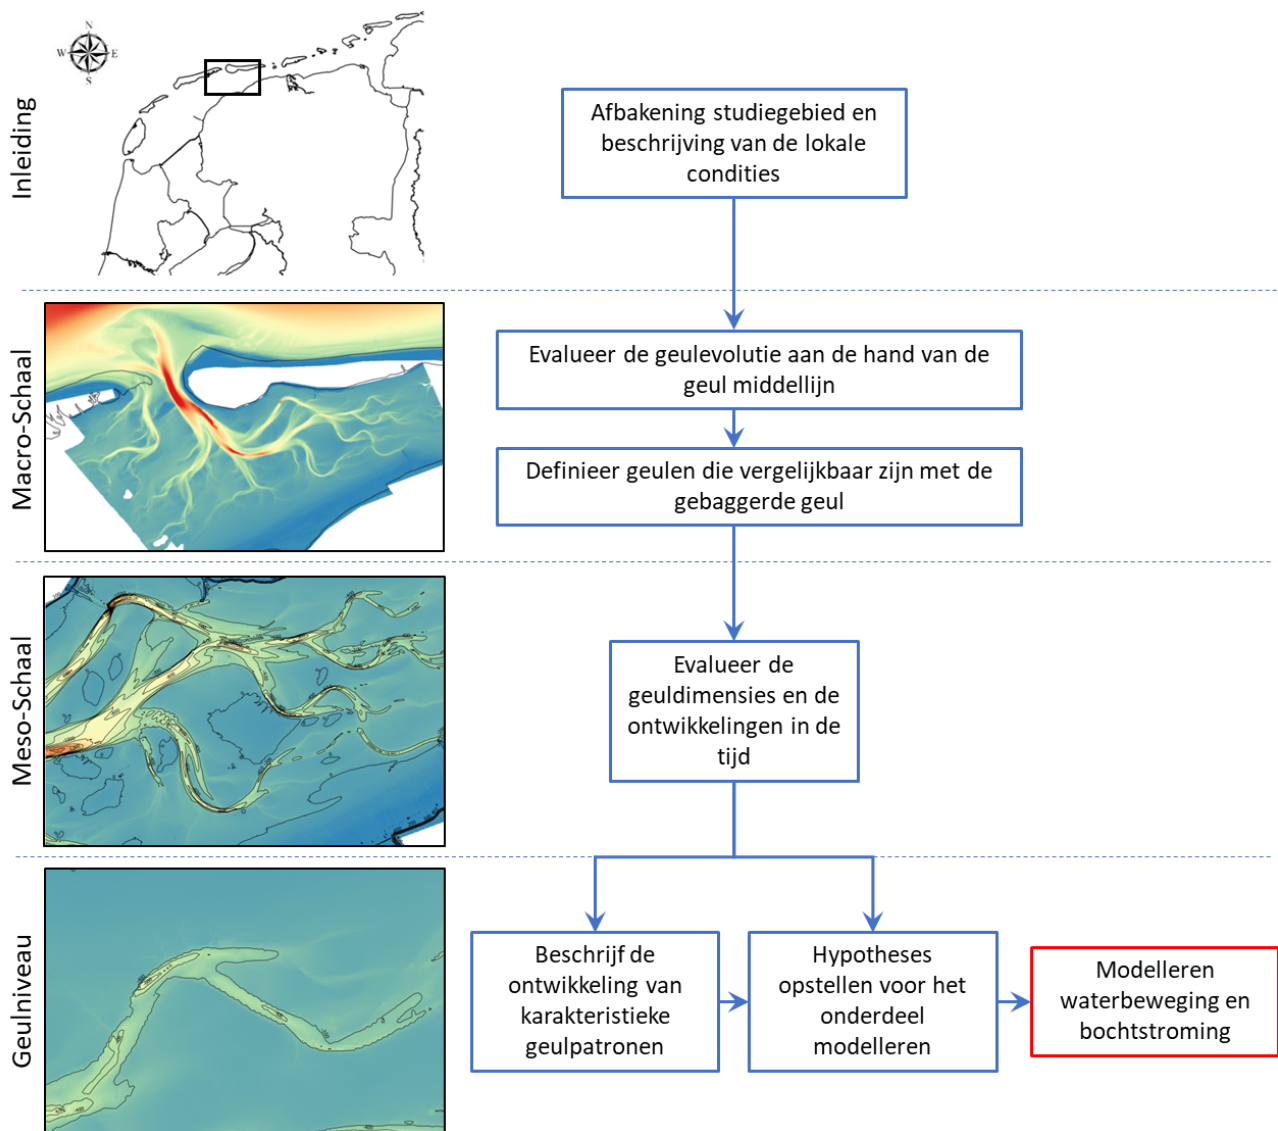 N
W
E
S
Inleiding
Afbakening studiegebied en
beschrijving van de lokale
condities
Macro-Schaal
Evalueer de geulevolutie aan de hand van de
geul middellijn
Definieer geulen die vergelijkbaar zijn met de
gebaggerde geul
Meso-Schaal
Evalueer de
geuldimensies en de
ontwikkelingen in de
tijd
Geulniveau
Beschrijf de
ontwikkeling van
karakteristieke
geulpatronen
Hypotheses
opstellen voor het
onderdeel
modelleren
Modelleren
waterbeweging en
bochtstroming